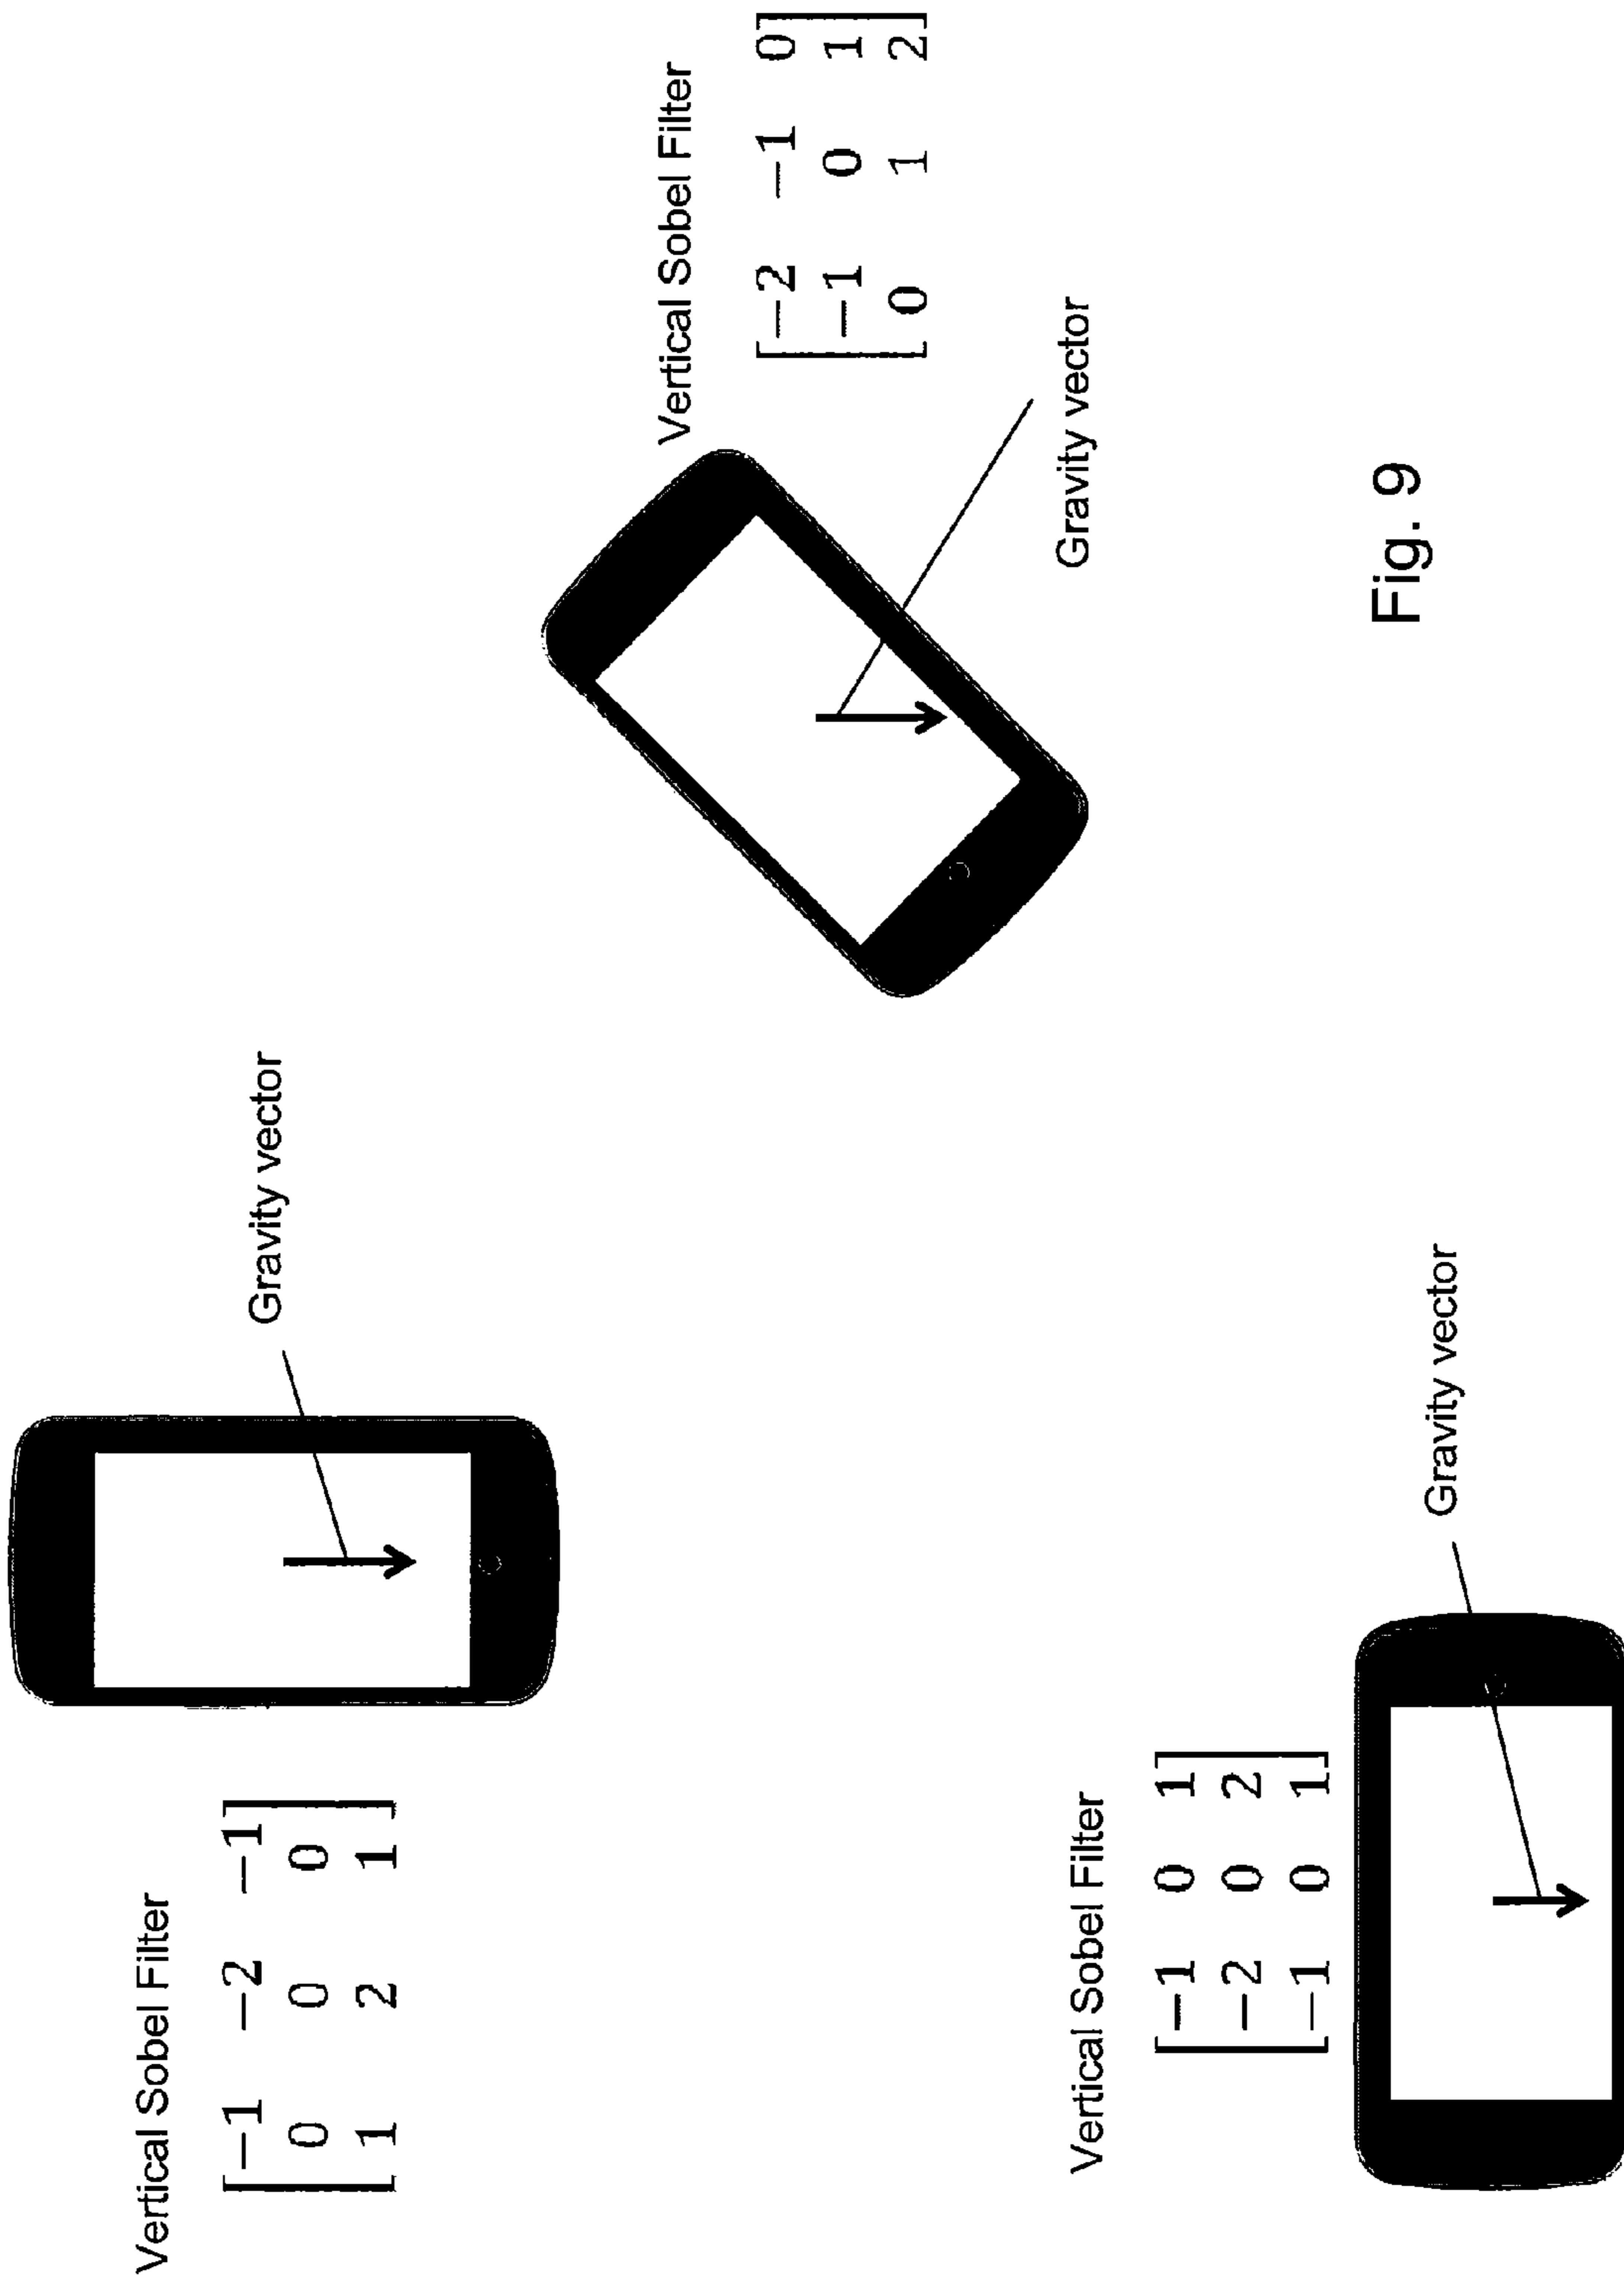 Vertical Sobel Filter
−1 −2 −1
0 0 0
1 2 1
Gravity vector
Vertical Sobel Filter
−2 −1 0
−1 0 1
0 1 2
Gravity vector
Vertical Sobel Filter
−1 0 1
−2 0 2
−1 0 1
Gravity vector
Fig. 9